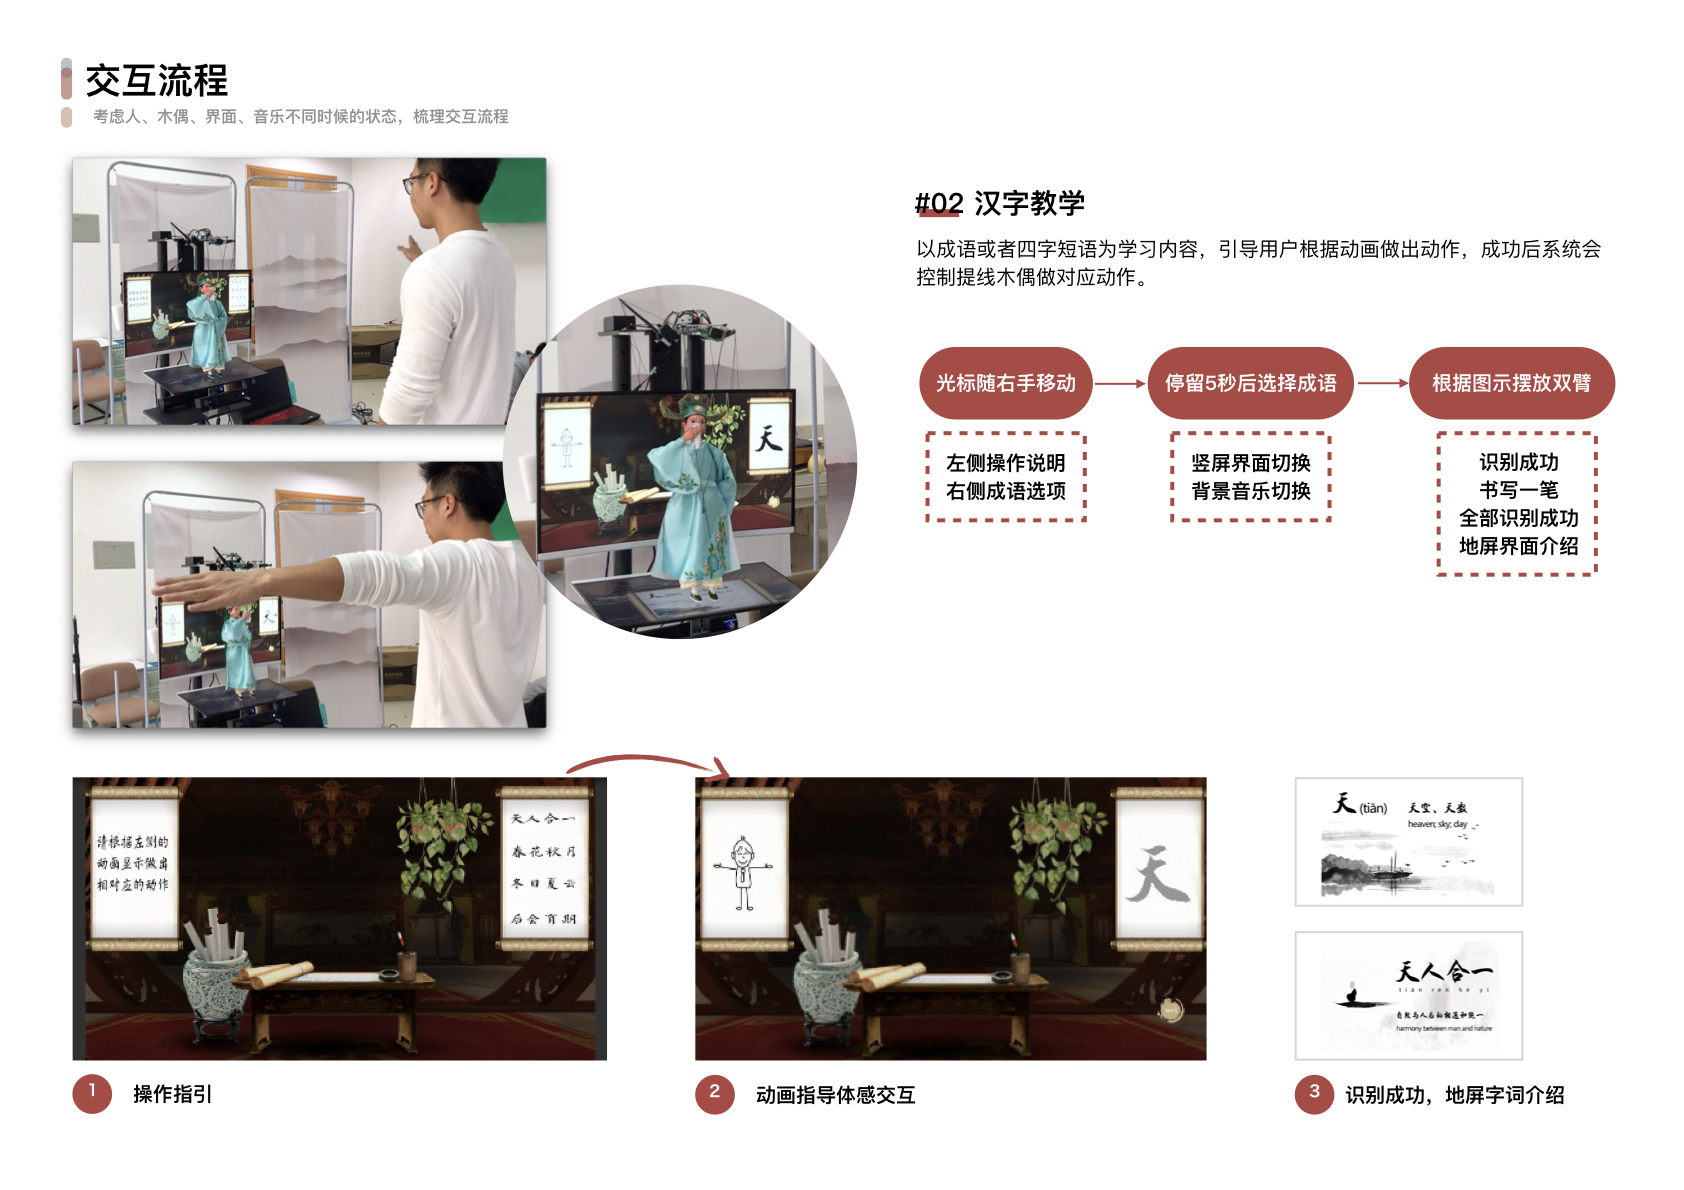 交互流程
考虑人、木偶、界面、音乐不同时候的状态，梳理交互流程
#02 汉字教学
以成语或者四字短语为学习内容，引导用户根据动画做出动作，成功后系统会
控制提线木偶做对应动作。
光标随右手移动
停留5秒后选择成语
根据图示摆放双臂
左侧操作说明
右侧成语选项
竖屏界面切换
背景音乐切换
识别成功
书写一笔
全部识别成功
地屏界面介绍
天
请根据左侧的
动画显示做出
相对应的动作
天人合一
春花秋月
冬日夏云
后会有期
天
天 (tiān)
天空、天数
heaven; sky; day
天人合一
tiān rén hé yī
自然与人的和谐和统一
harmony between man and nature
1 操作指引
2 动画指导体感交互
3 识别成功，地屏字词介绍